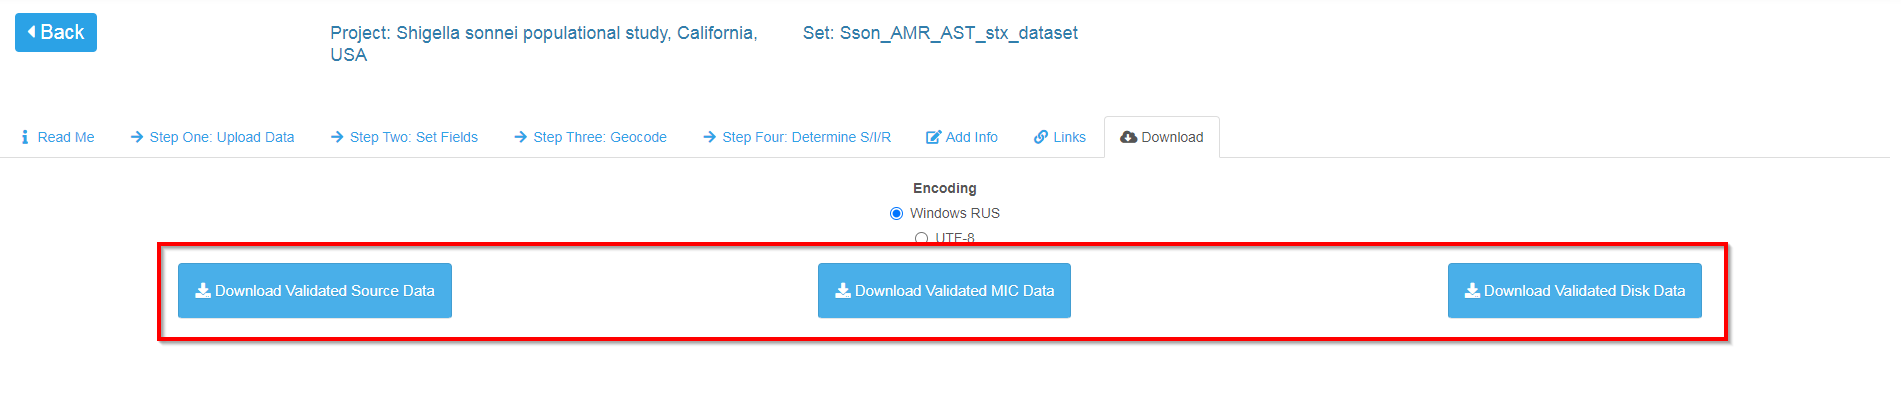 Back
Project: Shigella sonnei populational study, California,
USA
Set: Sson_AMR_AST_stx_dataset
Read Me
Step One: Upload Data
Step Two: Set Fields
Step Three: Geocode
Step Four: Determine S/I/R
Add Info
Links
Download
Encoding
Windows RUS
UTF-8
Download Validated Source Data
Download Validated MIC Data
Download Validated Disk Data